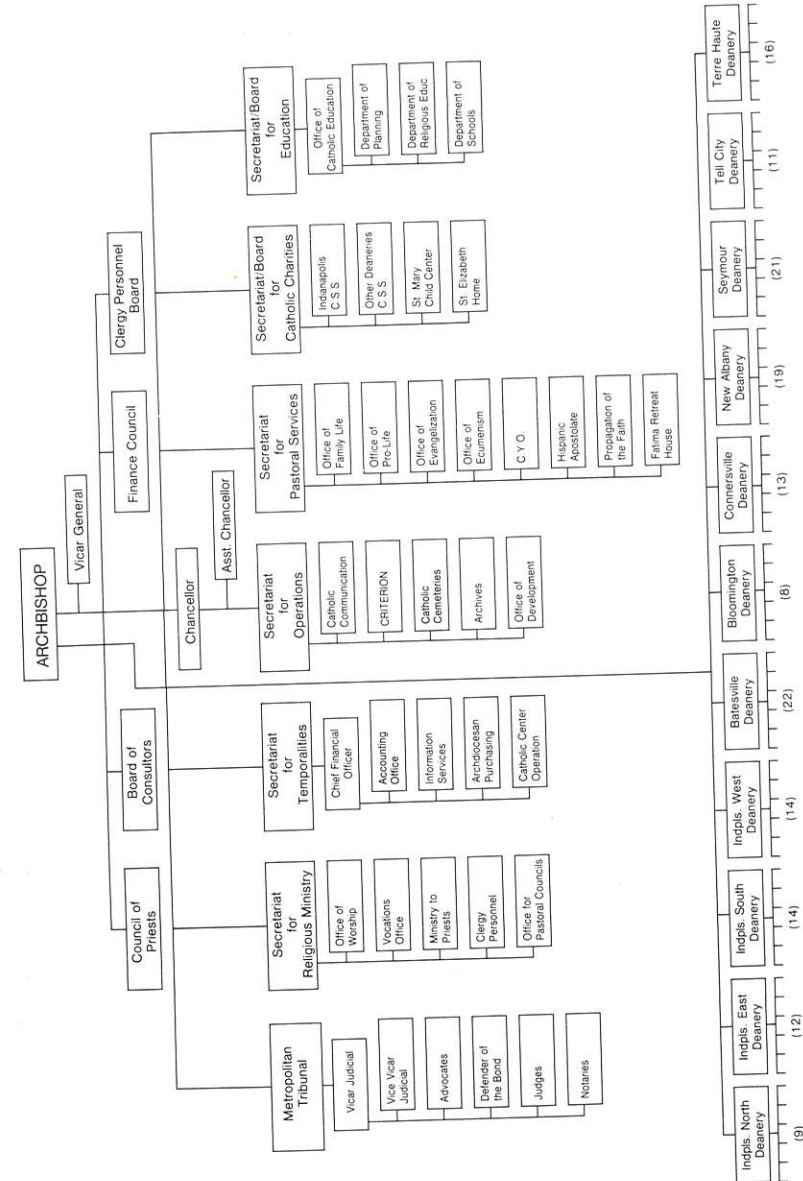 ARCHBISHOP
Vicar General
Council of
Priests
Board of
Consultors
Finance Council
Clergy Personnel
Board
Chancellor
Asst. Chancellor
Metropolitan
Tribunal
Vicar Judicial
Vice Vicar
Judicial
Advocates
Defender of
the Bond
Judges
Notaries
Secretariat
for
Religious Ministry
Office of
Worship
Vocations
Office
Ministry to
Priests
Clergy
Personnel
Office for
Pastoral Councils
Secretariat
for
Temporalities
Chief Financial
Officer
Accounting
Office
Information
Services
Archdiocesan
Purchasing
Catholic Center
Operation
Secretariat
for
Operations
Catholic
Communication
CRITERION
Catholic
Cemeteries
Archives
Office of
Development
Secretariat
for
Pastoral Services
Office of
Family Life
Office of
Pro-Life
Office of
Evangelization
Office of
Ecumenism
C.Y.O.
Hispanic
Apostolate
Propagation of
the Faith
Fatima Retreat
House
Secretariat/Board
for
Catholic Charities
Indianapolis
C S S
Other Deaneries
C S S
St. Mary
Child Center
St. Elizabeth
Home
Secretariat/Board
for
Education
Office of
Catholic Education
Department of
Planning
Department of
Religious Educ
Department of
Schools
Indpls. North
Deanery
(9)
Indpls. East
Deanery
(12)
Indpls. South
Deanery
(14)
Indpls. West
Deanery
(14)
Batesville
Deanery
(22)
Bloomington
Deanery
(8)
Connersville
Deanery
(13)
New Albany
Deanery
(19)
Seymour
Deanery
(21)
Tell City
Deanery
(11)
Terre Haute
Deanery
(16)